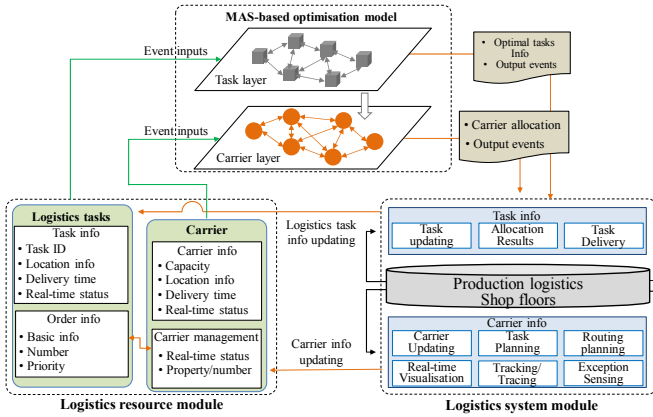 MAS-based optimisation model
Event inputs
Task layer
• Optimal tasks
Info
• Output events
Event inputs
Carrier layer
• Carrier allocation
• Output events
Logistics tasks
Task info
• Task ID
• Location info
• Delivery time
• Real-time status
Order info
• Basic info
• Number
• Priority
Carrier
Carrier info
• Capacity
• Location info
• Delivery time
• Real-time status
Carrier management
• Real-time status
• Property/number
Logistics resource module
Logistics task
info updating
Carrier info
updating
Task info
Task
updating
Allocation
Results
Task
Delivery
Production logistics
Shop floors
Carrier info
Carrier
Updating
Task
Planning
Routing
planning
Real-time
Visualisation
Tracking/
Tracing
Exception
Sensing
Logistics system module